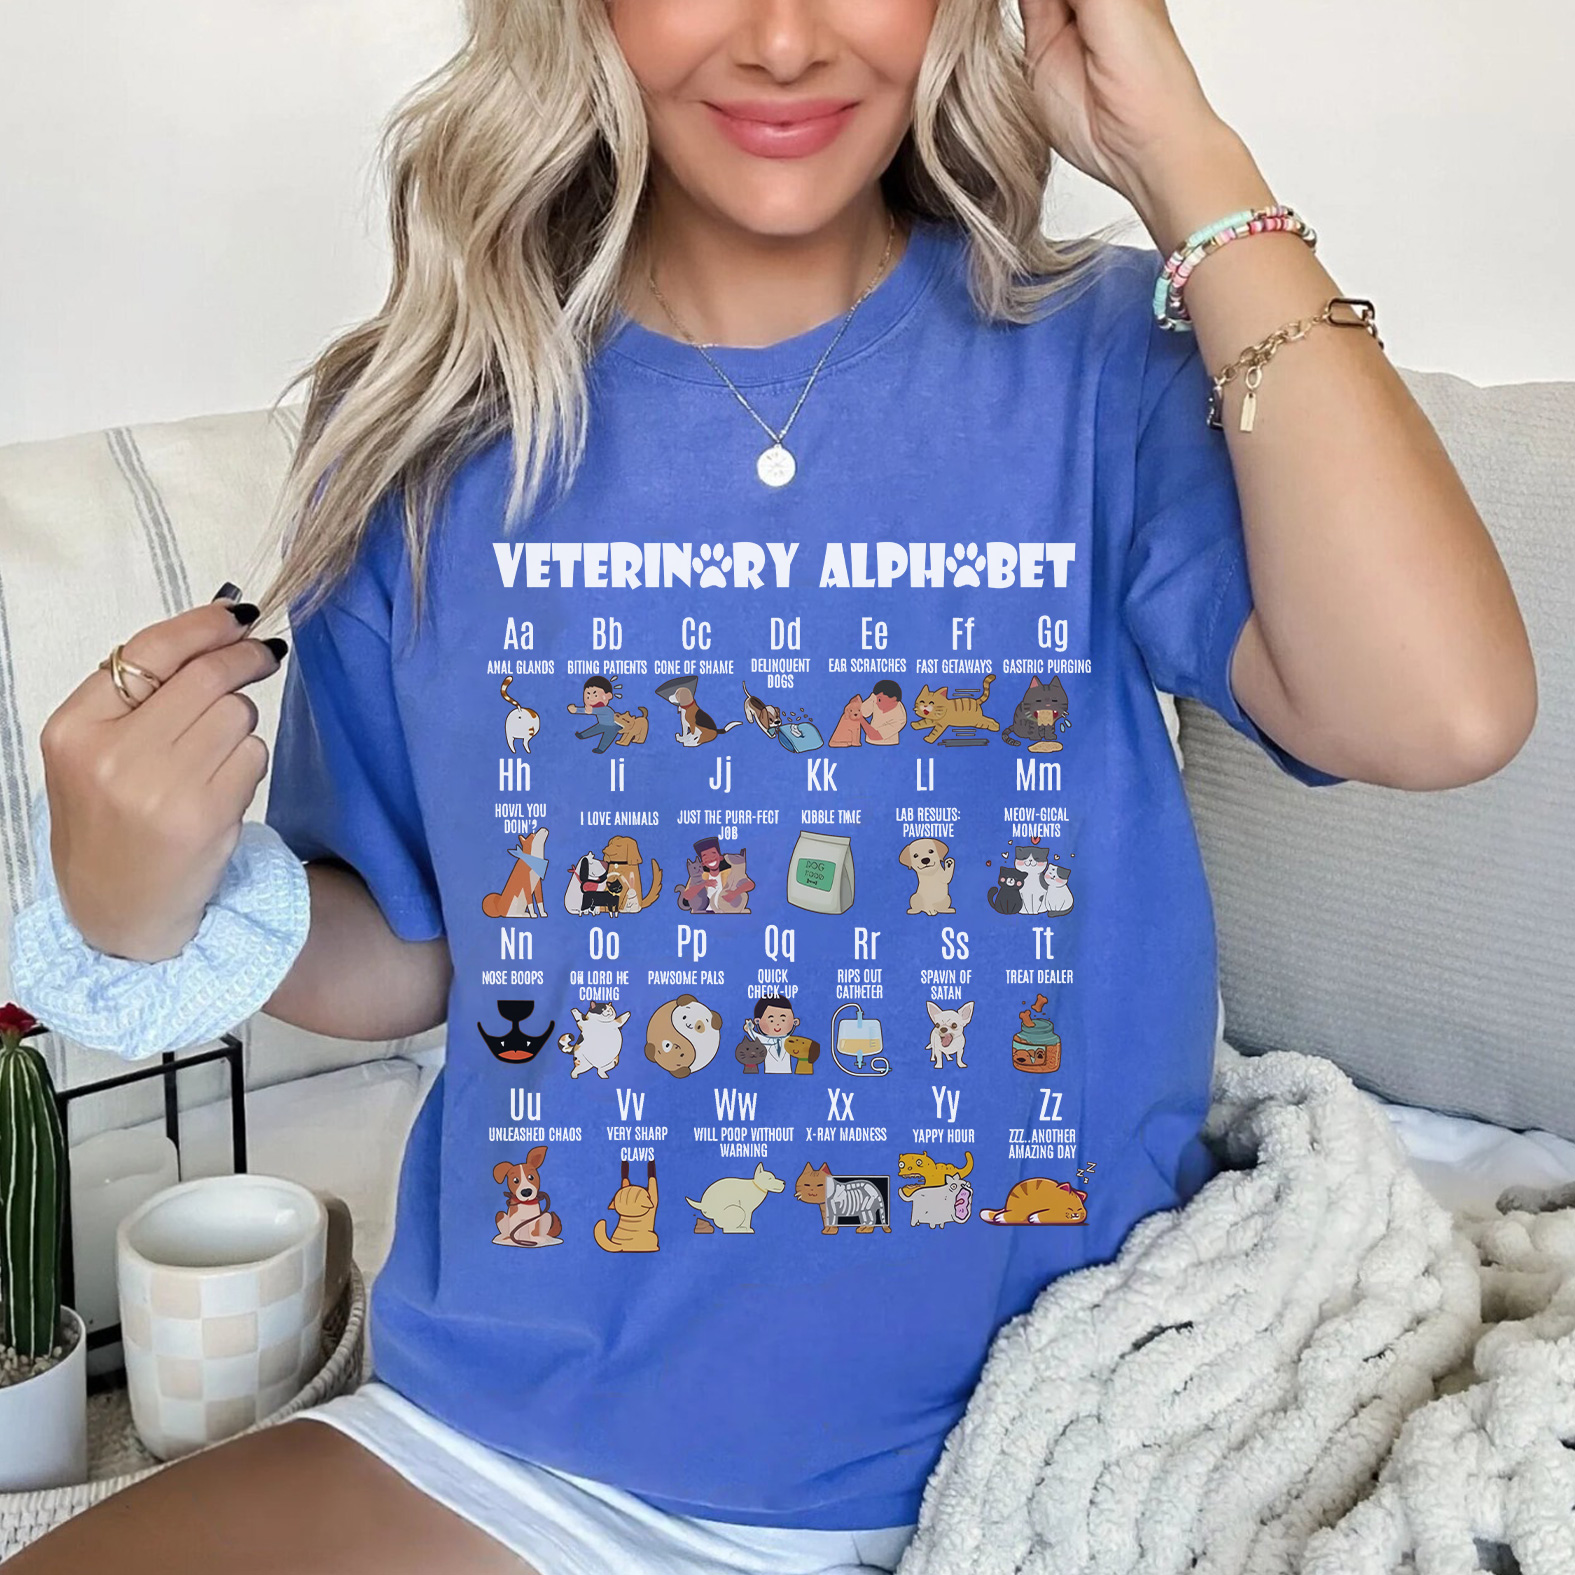 VETERINARY ALPHABET
Aa Bb Cc Dd Ee Ff Gg
ANAL GLANDS BITING PATIENTS CONE OF SHAME DELINQUENT DOGS EAR SCRATCHES FAST GETAWAYS GASTRIC PURGING
Hh Ii Jj Kk Ll Mm
HOWL YOU DOIN'? I LOVE ANIMALS JUST THE PURR-FECT JOB KIBBLE TIME LAB RESULTS: PAWSITIVE MEOW-GICAL MOMENTS
DOG FOOD
Nn Oo Pp Qq Rr Ss Tt
NOSE BOOPS OH LORD HE COMING PAWSOME PALS QUICK CHECK-UP RIPS OUT CATHETER SPAWN OF SATAN TREAT DEALER
Uu Vv Ww Xx Yy Zz
UNLEASHED CHAOS VERY SHARP CLAWS WILL POOP WITHOUT WARNING X-RAY MADNESS YAPPY HOUR ZZZ...ANOTHER AMAZING DAY
z z z